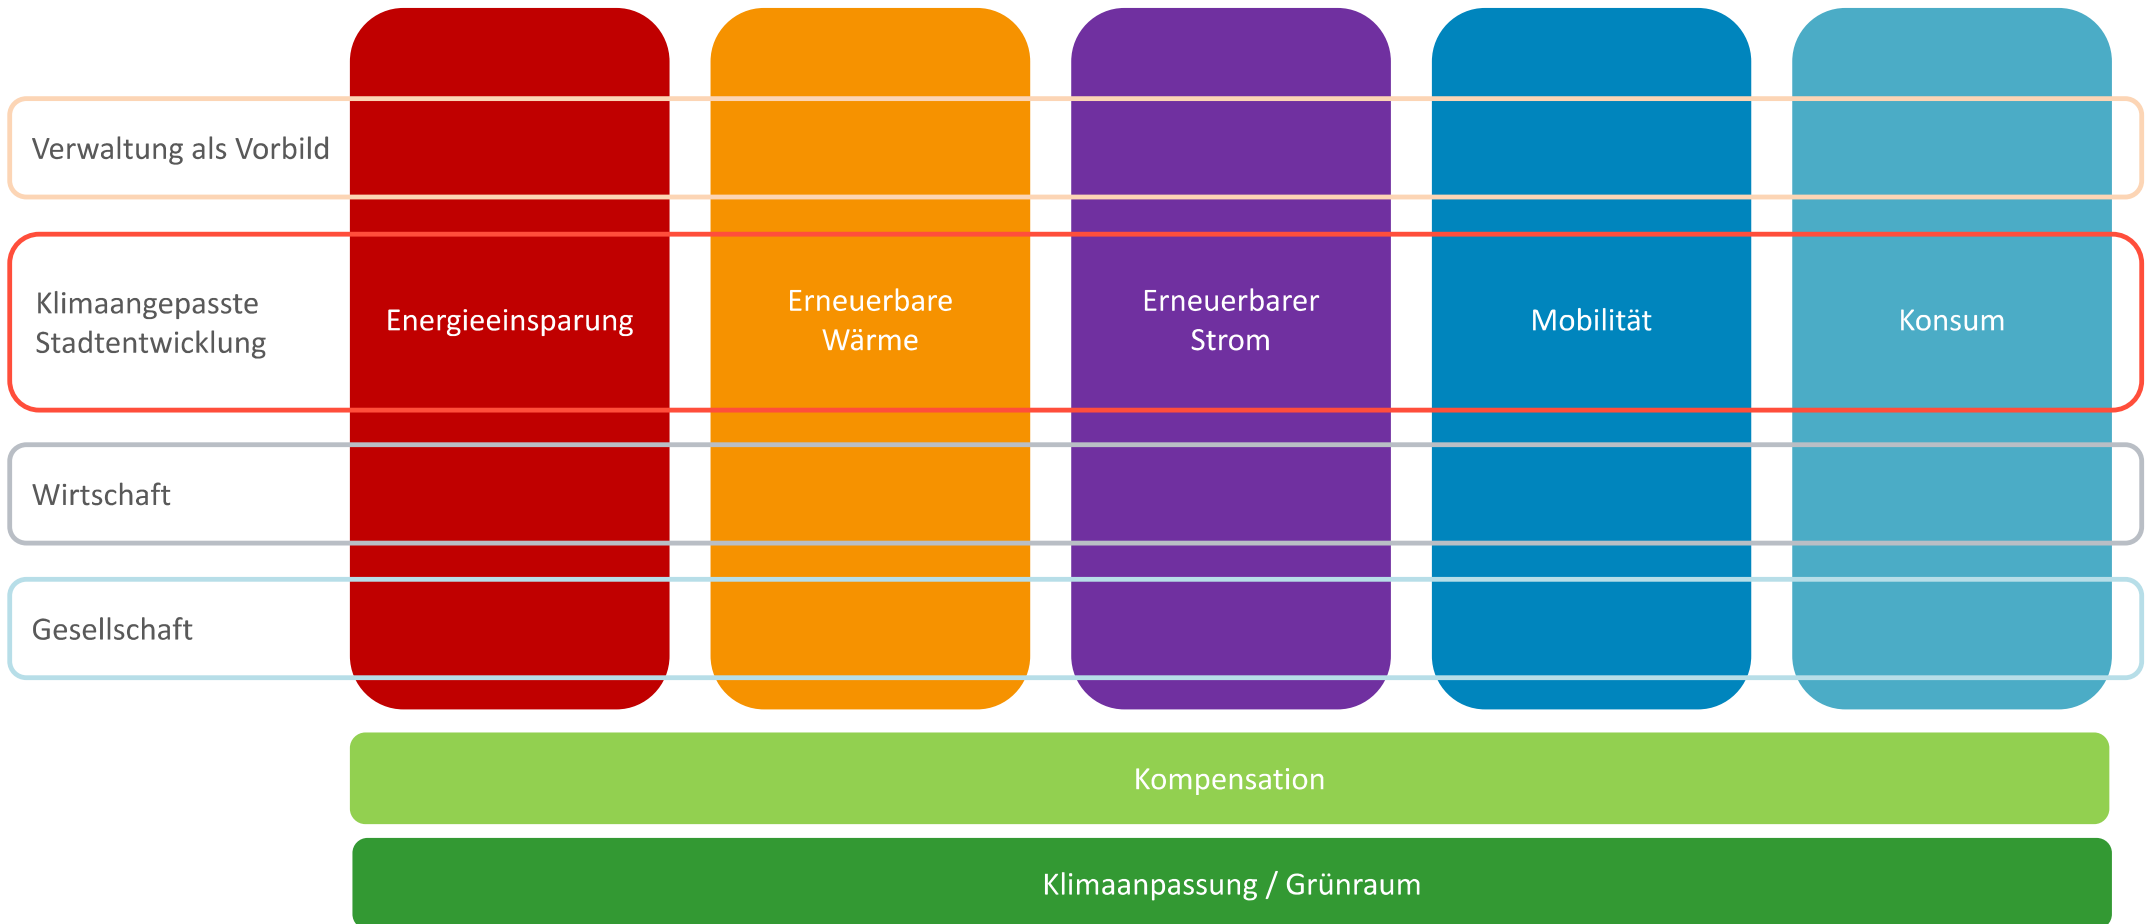 Verwaltung als Vorbild
Klimaangepasste
Stadtentwicklung
Energieeinsparung
Erneuerbare
Wärme
Erneuerbarer
Strom
Mobilität
Konsum
Wirtschaft
Gesellschaft
Kompensation
Klimaanpassung / Grünraum